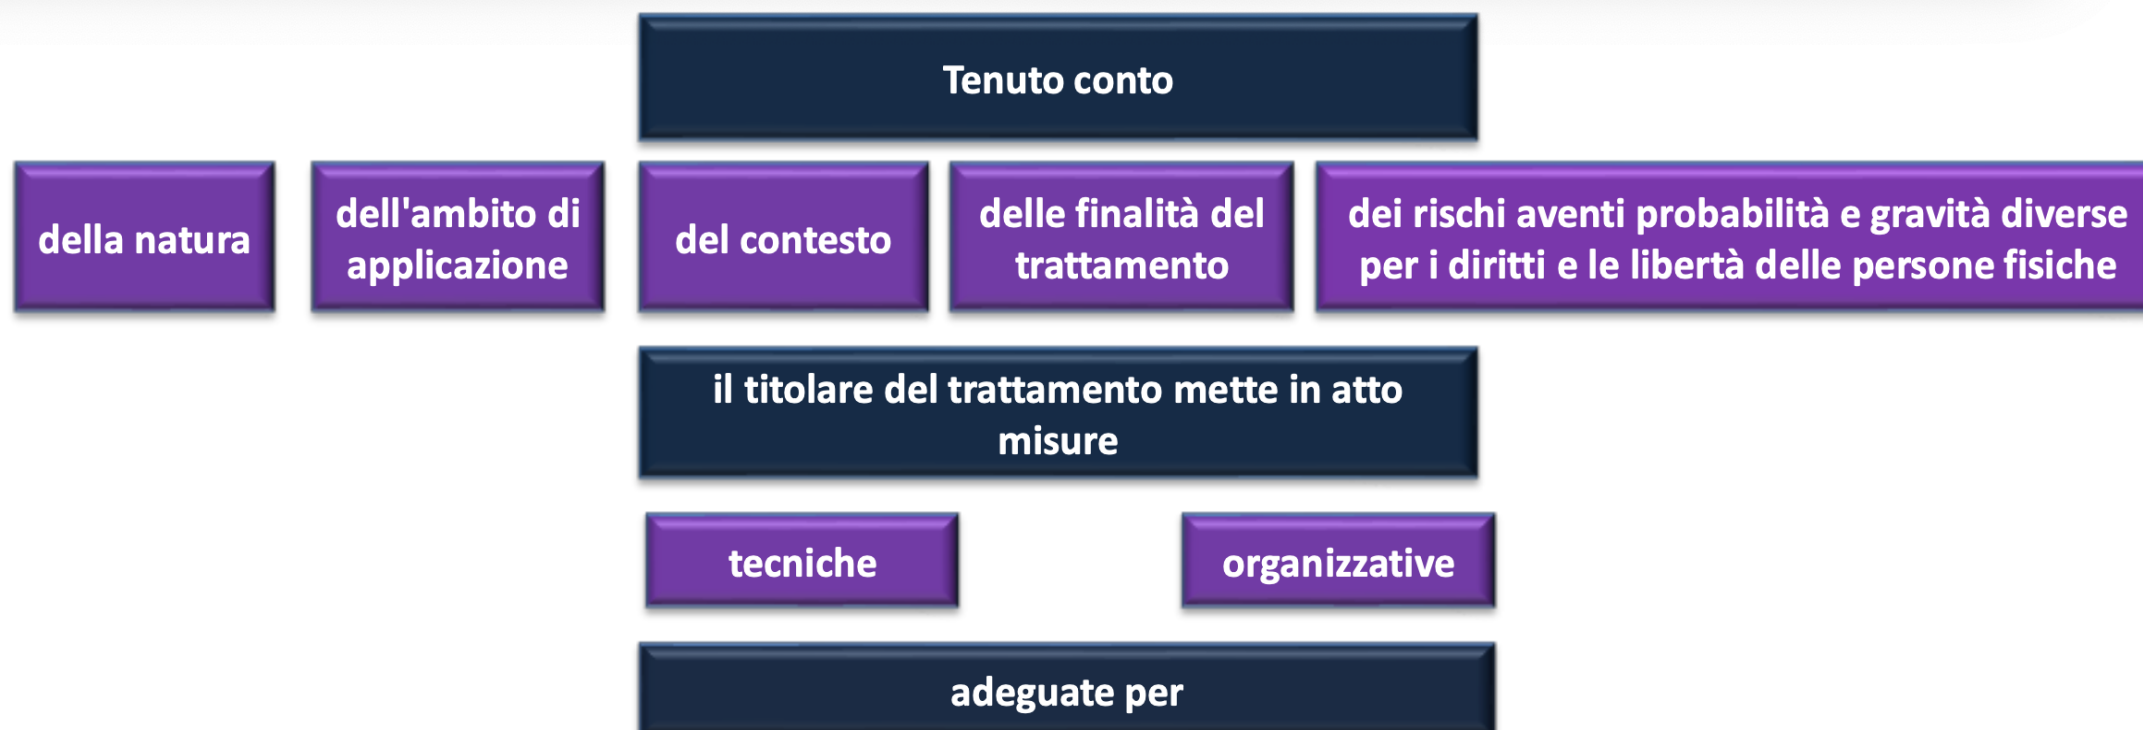 Tenuto conto
della natura
dell'ambito di
applicazione
del contesto
delle finalità del
trattamento
dei rischi aventi probabilità e gravità diverse
per i diritti e le libertà delle persone fisiche
il titolare del trattamento mette in atto
misure
tecniche
organizzative
adeguate per